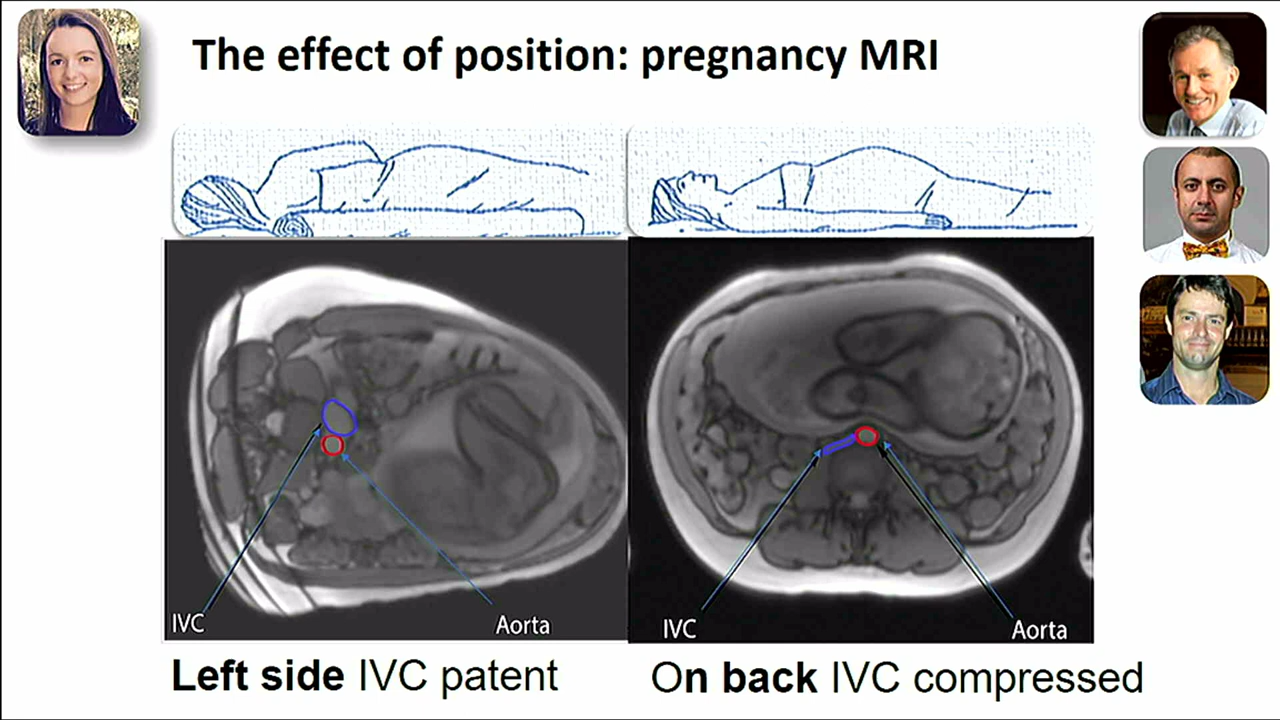 The effect of position: pregnancy MRI
IVC
Aorta
IVC
Aorta
Left side IVC patent
On back IVC compressed